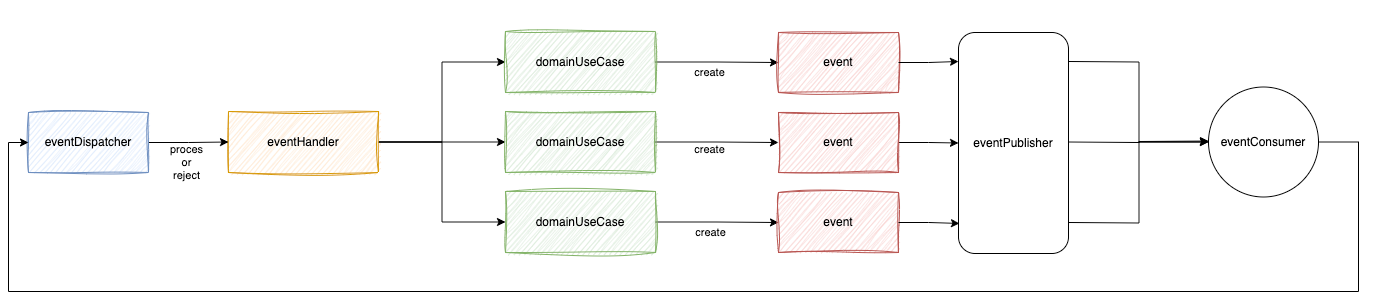 eventDispatcher
proces
or
reject
eventHandler
domainUseCase
create
event
domainUseCase
create
event
domainUseCase
create
event
eventPublisher
eventConsumer